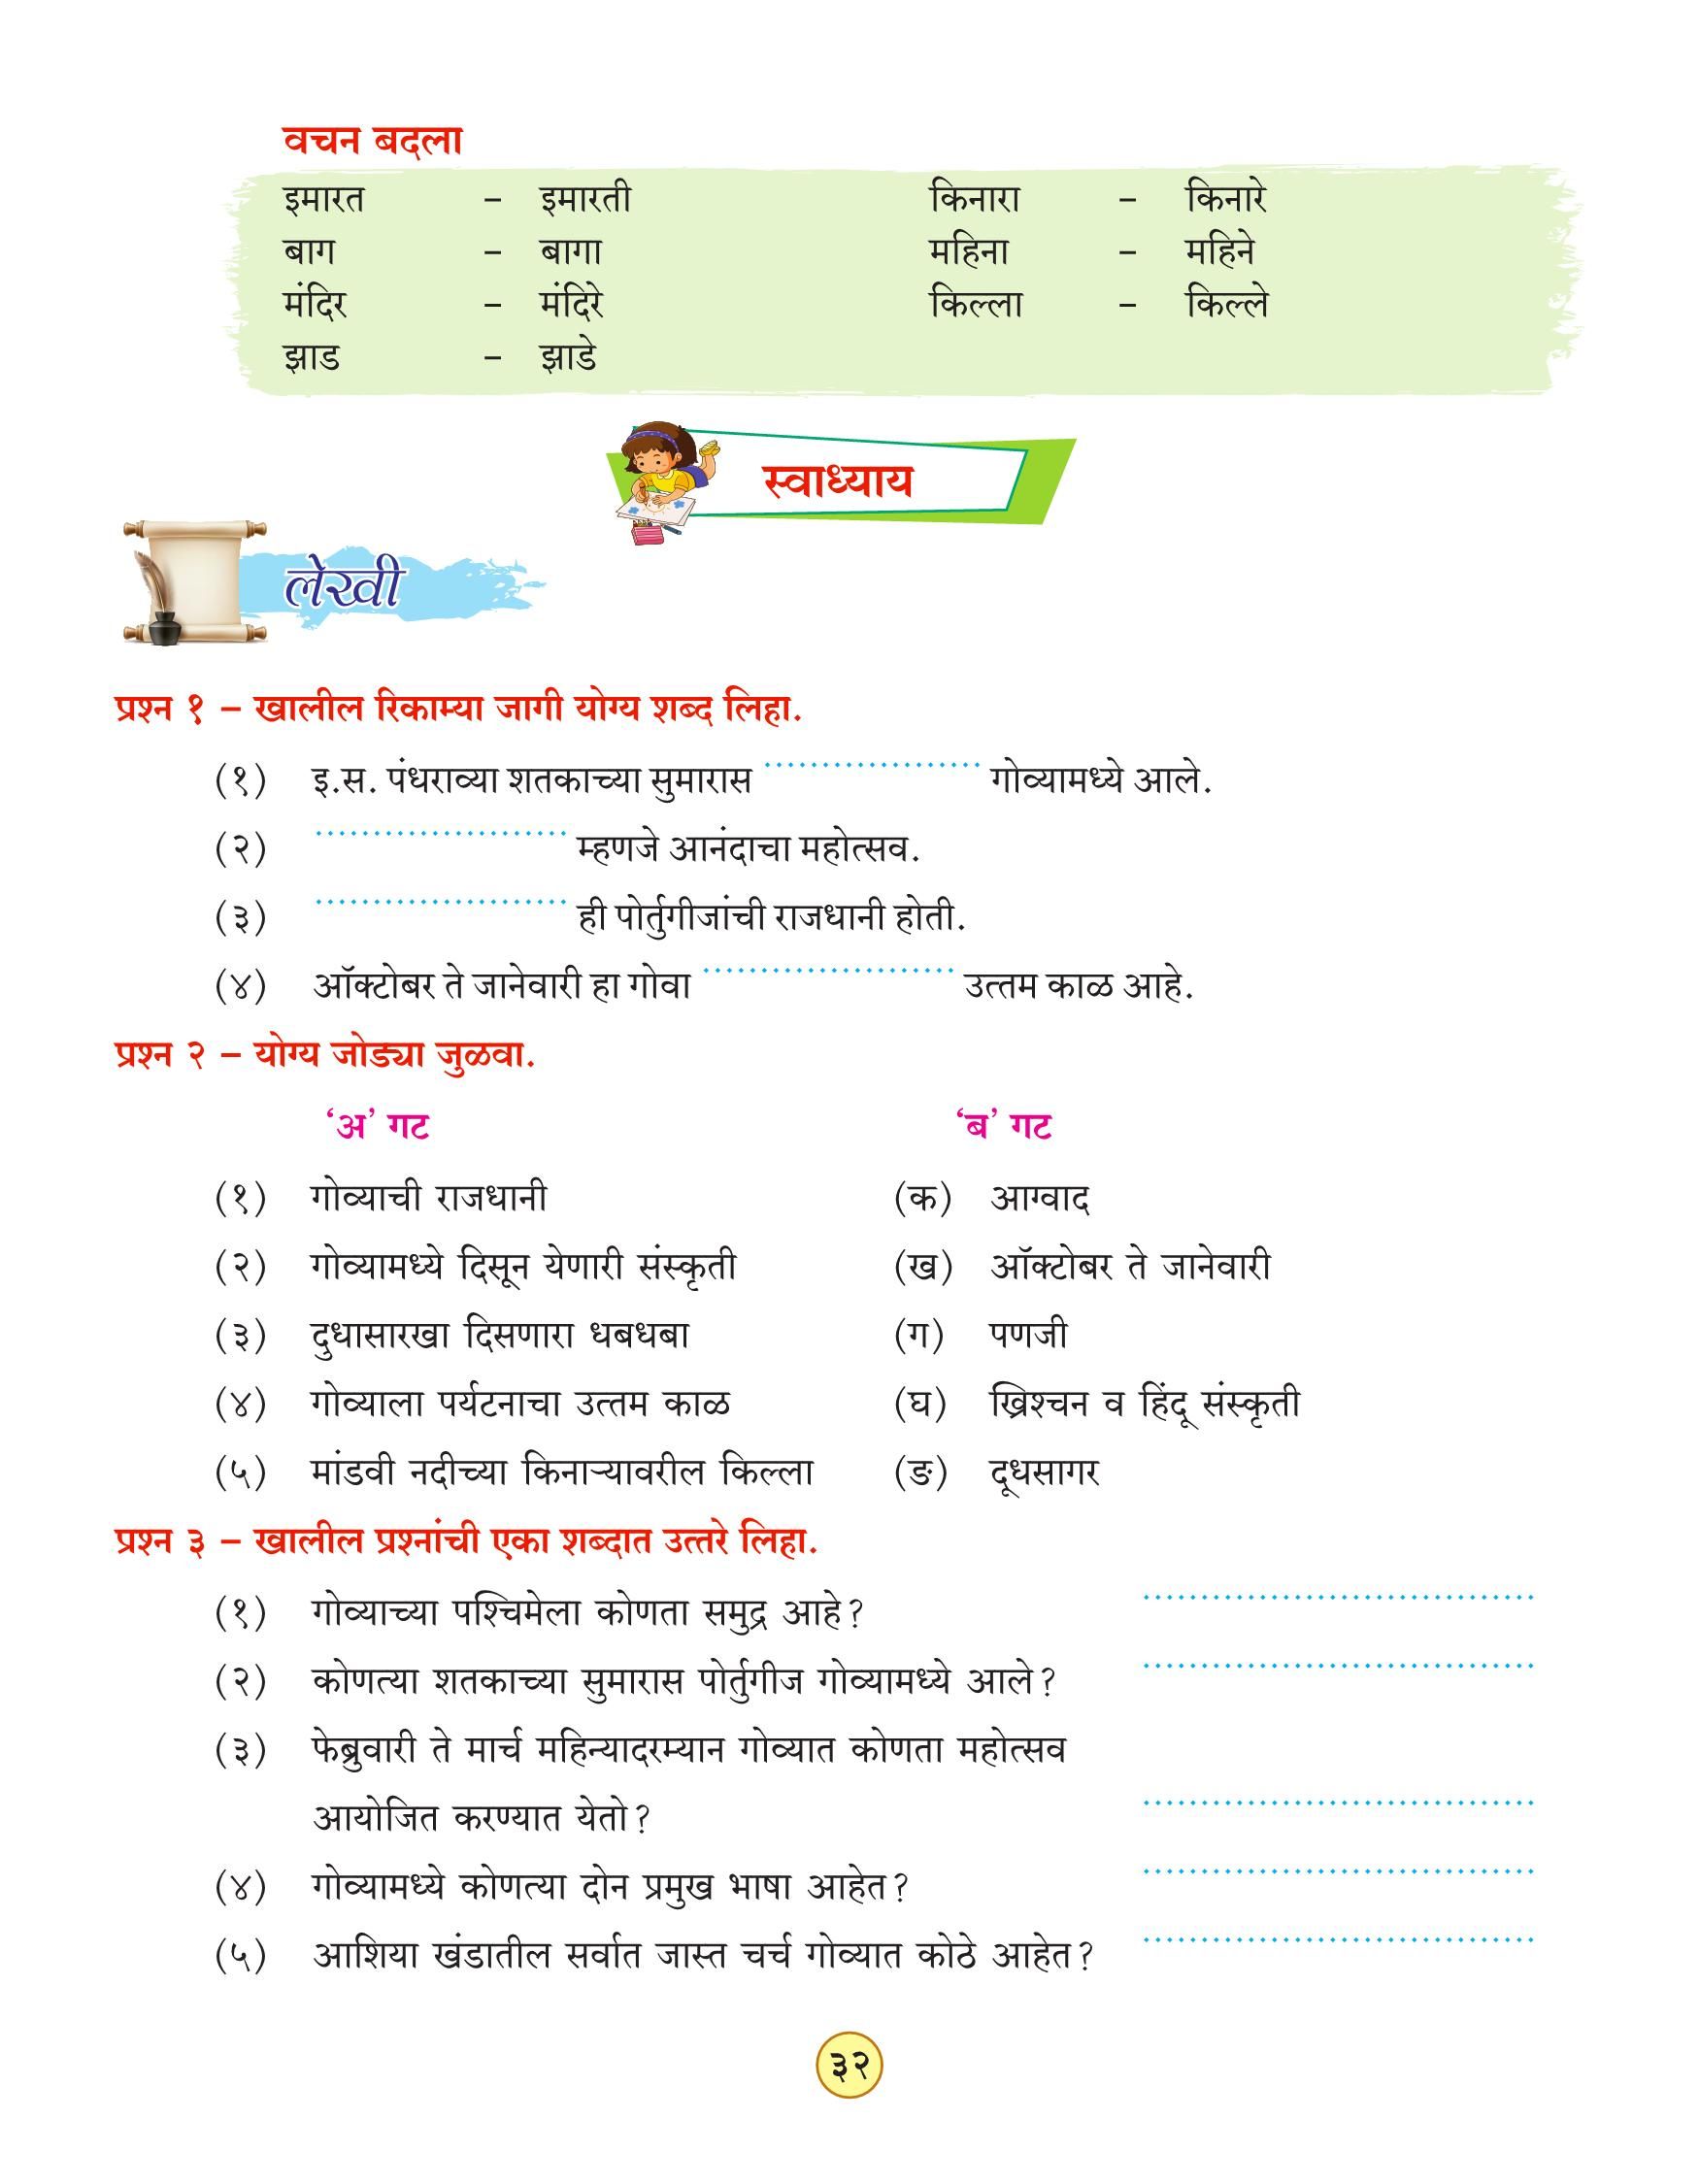 वचन बदला
इमारत – इमारती किनारा – किनारे
बाग – बागा महिना – महिने
मंदिर – मंदिरे किल्ला – किल्ले
झाड – झाडे
स्वाध्याय
लेखी
प्रश्न १ – खालील रिकाम्या जागी योग्य शब्द लिहा.
(१) इ.स. पंधराव्या शतकाच्या सुमारास .................... गोव्यामध्ये आले.
(२) ........................ म्हणजे आनंदाचा महोत्सव.
(३) ........................ ही पोर्तुगीजांची राजधानी होती.
(४) ऑक्टोबर ते जानेवारी हा गोवा ........................ उत्तम काळ आहे.
प्रश्न २ – योग्य जोड्या जुळवा.
‘अ’ गट ‘ब’ गट
(१) गोव्याची राजधानी (क) आग्वाद
(२) गोव्यामध्ये दिसून येणारी संस्कृती (ख) ऑक्टोबर ते जानेवारी
(३) दुधासारखा दिसणारा धबधबा (ग) पणजी
(४) गोव्याला पर्यटनाचा उत्तम काळ (घ) ख्रिश्चन व हिंदू संस्कृती
(५) मांडवी नदीच्या किनाऱ्यावरील किल्ला (ङ) दूधसागर
प्रश्न ३ – खालील प्रश्नांची एका शब्दात उत्तरे लिहा.
(१) गोव्याच्या पश्चिमेला कोणता समुद्र आहे? ....................................
(२) कोणत्या शतकाच्या सुमारास पोर्तुगीज गोव्यामध्ये आले? ....................................
(३) फेब्रुवारी ते मार्च महिन्यादरम्यान गोव्यात कोणता महोत्सव
आयोजित करण्यात येतो? ....................................
(४) गोव्यामध्ये कोणत्या दोन प्रमुख भाषा आहेत? ....................................
(५) आशिया खंडातील सर्वात जास्त चर्च गोव्यात कोठे आहेत? ....................................
३२